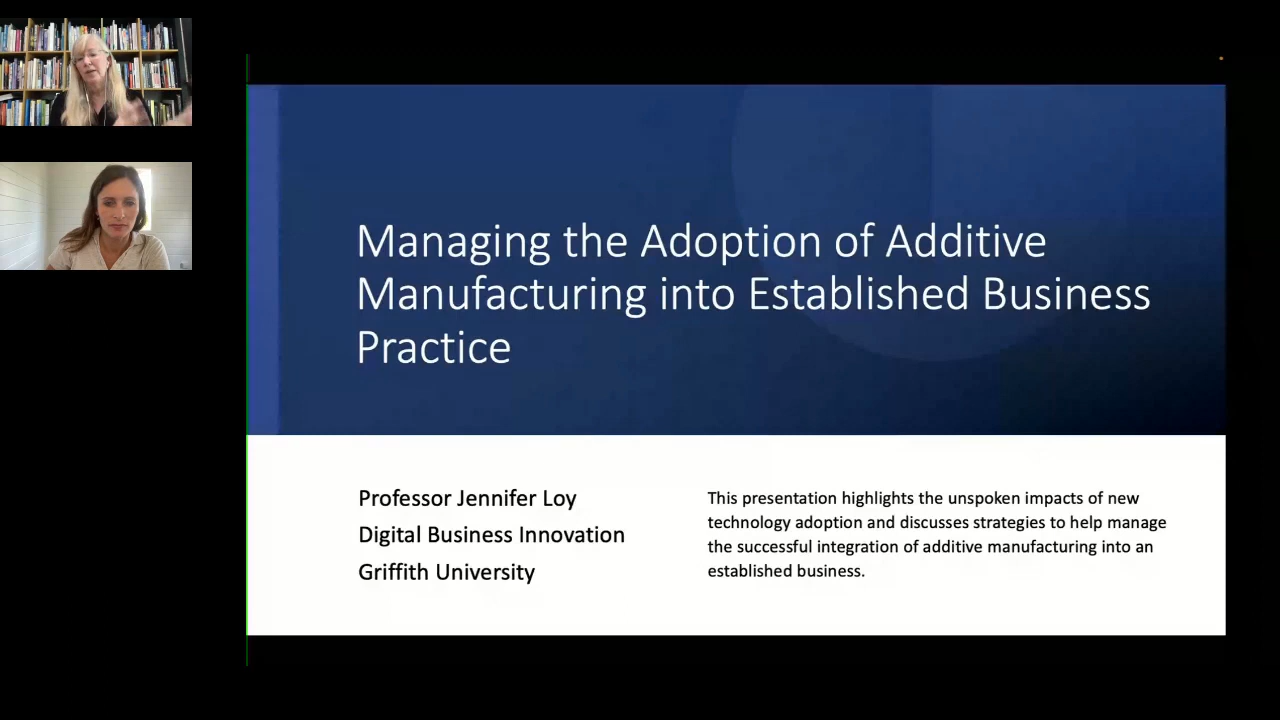 Managing the Adoption of Additive
Manufacturing into Established Business
Practice
Professor Jennifer Loy
Digital Business Innovation
Griffith University
This presentation highlights the unspoken impacts of new
technology adoption and discusses strategies to help manage
the successful integration of additive manufacturing into an
established business.